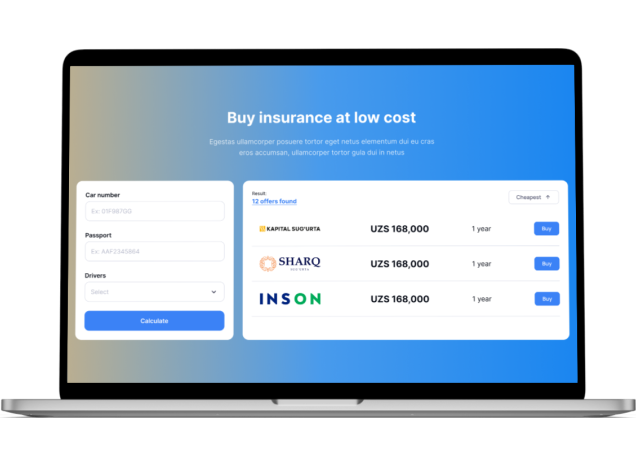 Buy insurance at low cost
Egestas ullamcorper posuere tortor eget netus elementum dui eu cras
eros accumsan, ullamcorper tortor gula dui in netus
Car number
Ex: 01F987GG
Passport
Ex: AAF2345864
Drivers
Select
Calculate
Result:
12 offers found
Cheapest
KAPITAL SUG'URTA
UZS 168,000
1 year
Buy
SHARQ
UZS 168,000
1 year
Buy
INSON
UZS 168,000
1 year
Buy